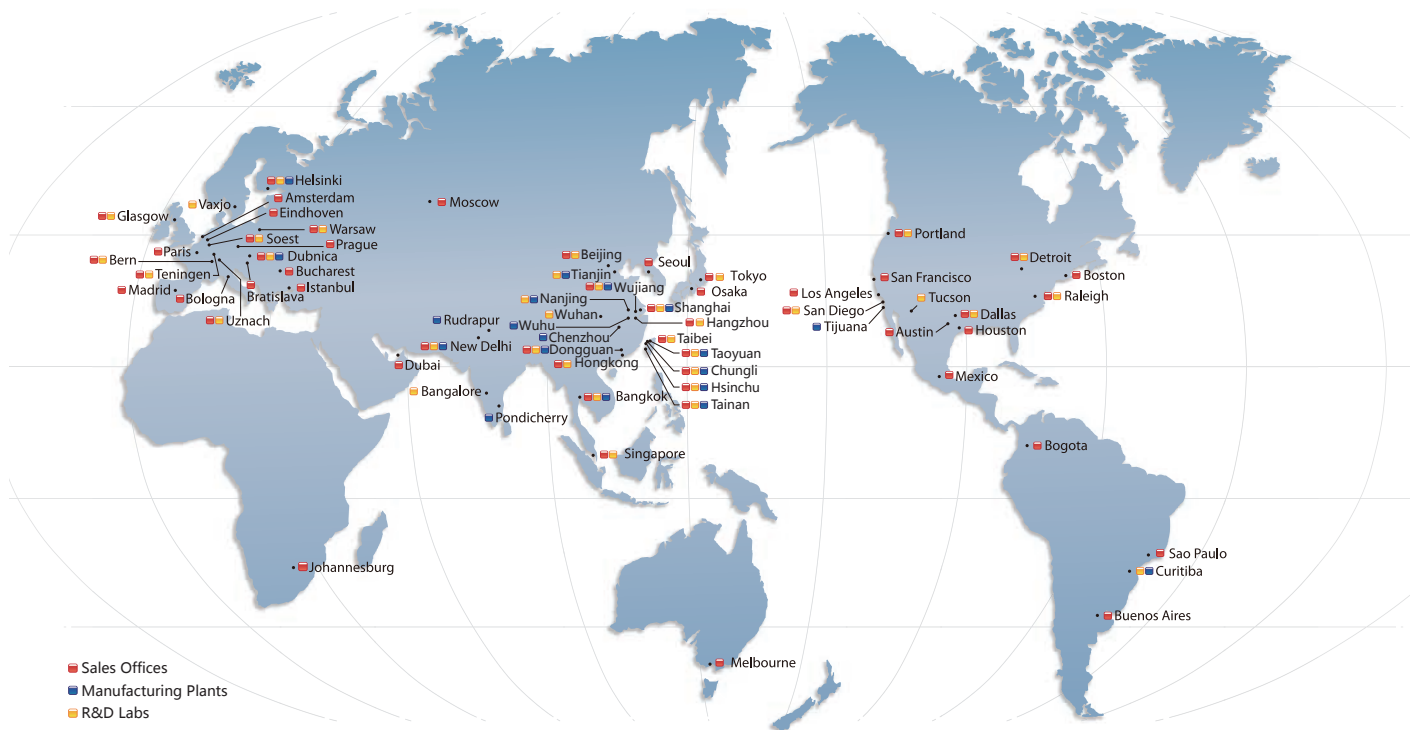 Helsinki
Amsterdam
Vaxjo
Moscow
Eindhoven
Glasgow
Warsaw
Portland
Soest
Prague
Paris
Beijing
Dubnica
Detroit
Bern
Seoul
Bucharest
Tianjin
Teningen
Tokyo
Boston
San Francisco
Istanbul
Wujiang
Madrid
Osaka
Los Angeles
Bratislava
Bologna
Nanjing
Tucson
Raleigh
Shanghai
San Diego
Dallas
Wuhan
Uznach
Rudrapur
Hangzhou
Wuhu
Tijuana
Austin
Houston
Chenzhou
Taibei
New Delhi
Dongguan
Taoyuan
Dubai
Hongkong
Chungli
Mexico
Hsinchu
Bangalore
Bangkok
Tainan
Pondicherry
Bogota
Singapore
Sao Paulo
Johannesburg
Curitiba
Buenos Aires
Melbourne
Sales Offices
Manufacturing Plants
R&D Labs